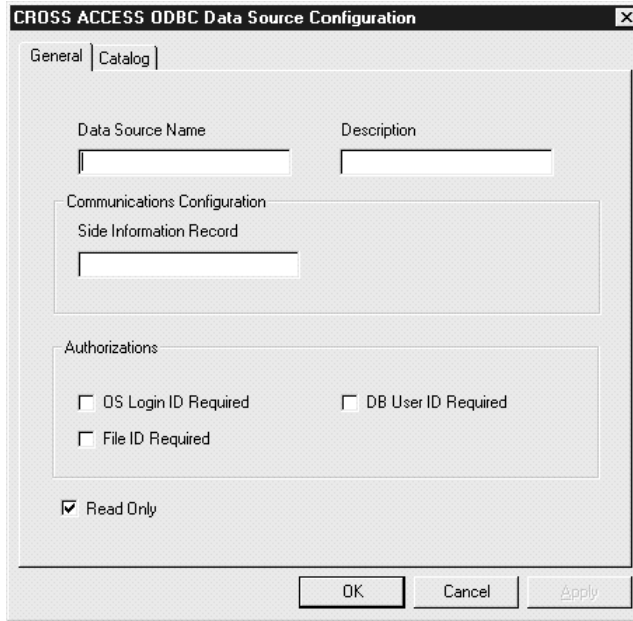 CROSS ACCESS ODBC Data Source Configuration
General Catalog
Data Source Name Description
Communications Configuration
Side Information Record
Authorizations
OS Login ID Required DB User ID Required
File ID Required
Read Only
OK Cancel Apply